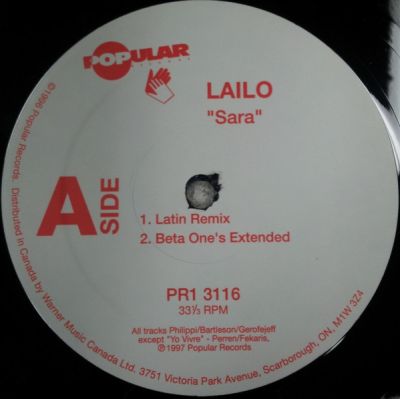 POPULAR
RECORDS
LAILO
"Sara"
A SIDE
1. Latin Remix
2. Beta One's Extended
PR1 3116
33⅓ RPM
All tracks Philippi/Bartleson/Gerofejeff
except "Yo Vivre" - Perren/Fekaris,
℗1997 Popular Records
©1996 Popular Records. Distributed in Canada by Warner Music Canada Ltd. 3751 Victoria Park Avenue, Scarborough, ON, M1W 3Z4